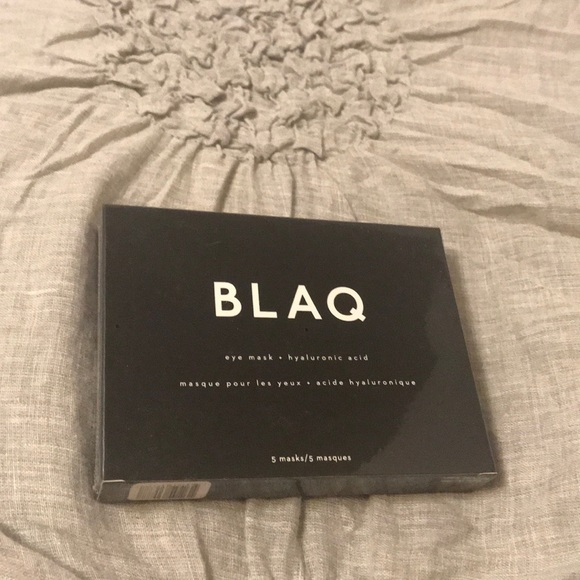 BLAQ
eye mask + hyaluronic acid
masque pour les yeux + acide hyaluronique
5 masks/5 masques